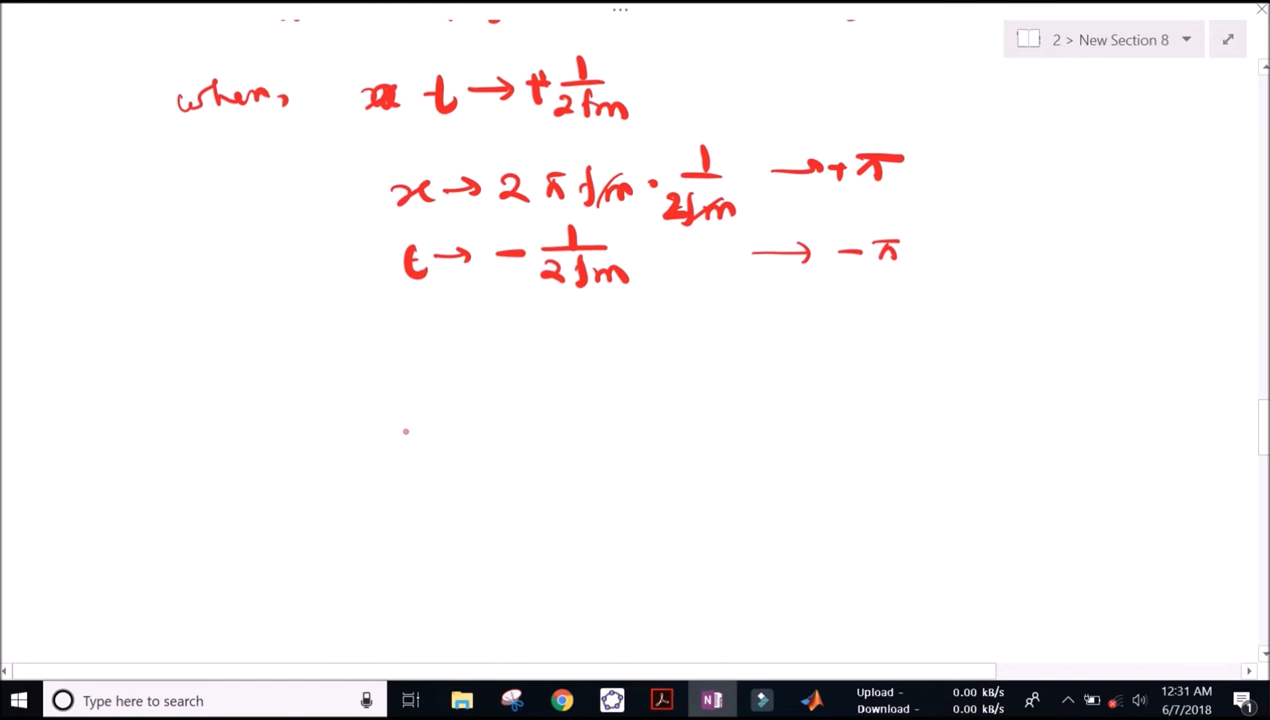 2 > New Section 8
when, t → + 1/2fm
x → 2 π fm · 1/2fm → + π
t → - 1/2fm → - π
Type here to search
Upload - 0.00 kB/s
Download - 0.00 kB/s
12:31 AM
6/7/2018
1